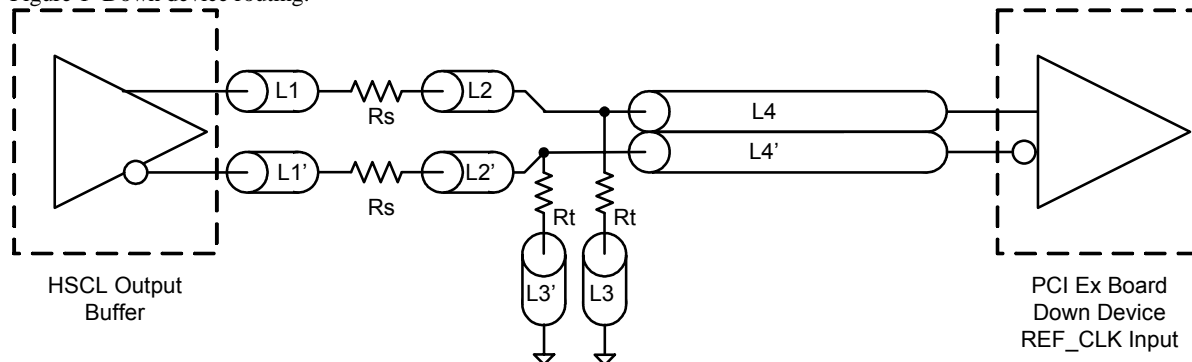 Figure 1 Down device routing.
L1
Rs
L2
L4
L1'
Rs
L2'
L4'
Rt
Rt
L3'
L3
HSCL Output
Buffer
PCI Ex Board
Down Device
REF_CLK Input